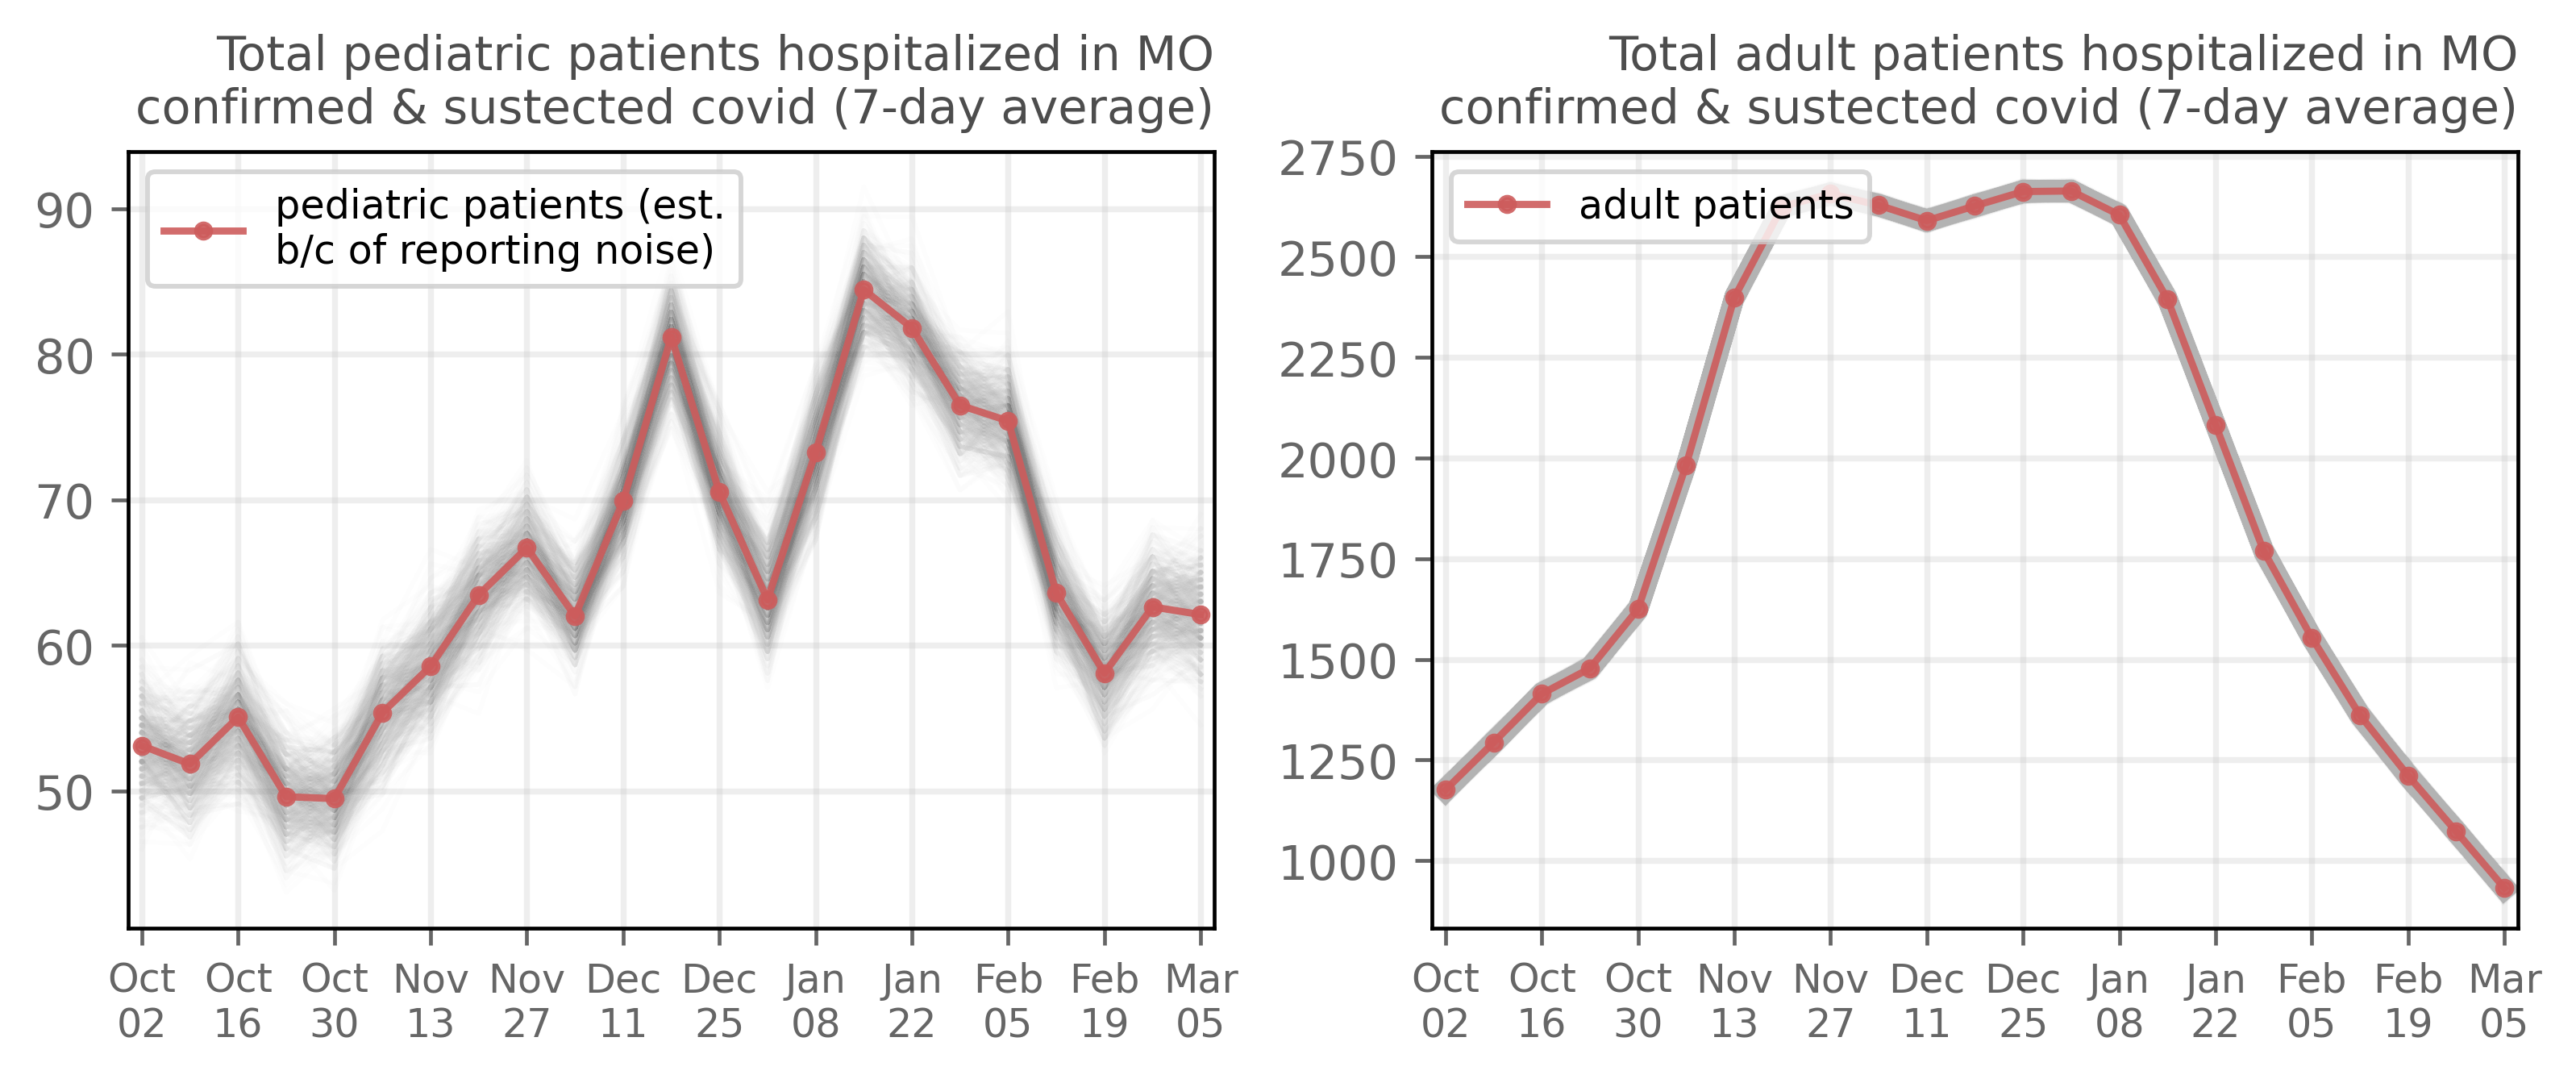 Total pediatric patients hospitalized in MO
confirmed & sustected covid (7-day average)
pediatric patients (est.
b/c of reporting noise)
90
80
70
60
50
Oct Oct Oct Nov Nov Dec Dec Jan Jan Feb Feb Mar
02 16 30 13 27 11 25 08 22 05 19 05
Total adult patients hospitalized in MO
confirmed & sustected covid (7-day average)
adult patients
2750
2500
2250
2000
1750
1500
1250
1000
Oct Oct Oct Nov Nov Dec Dec Jan Jan Feb Feb Mar
02 16 30 13 27 11 25 08 22 05 19 05